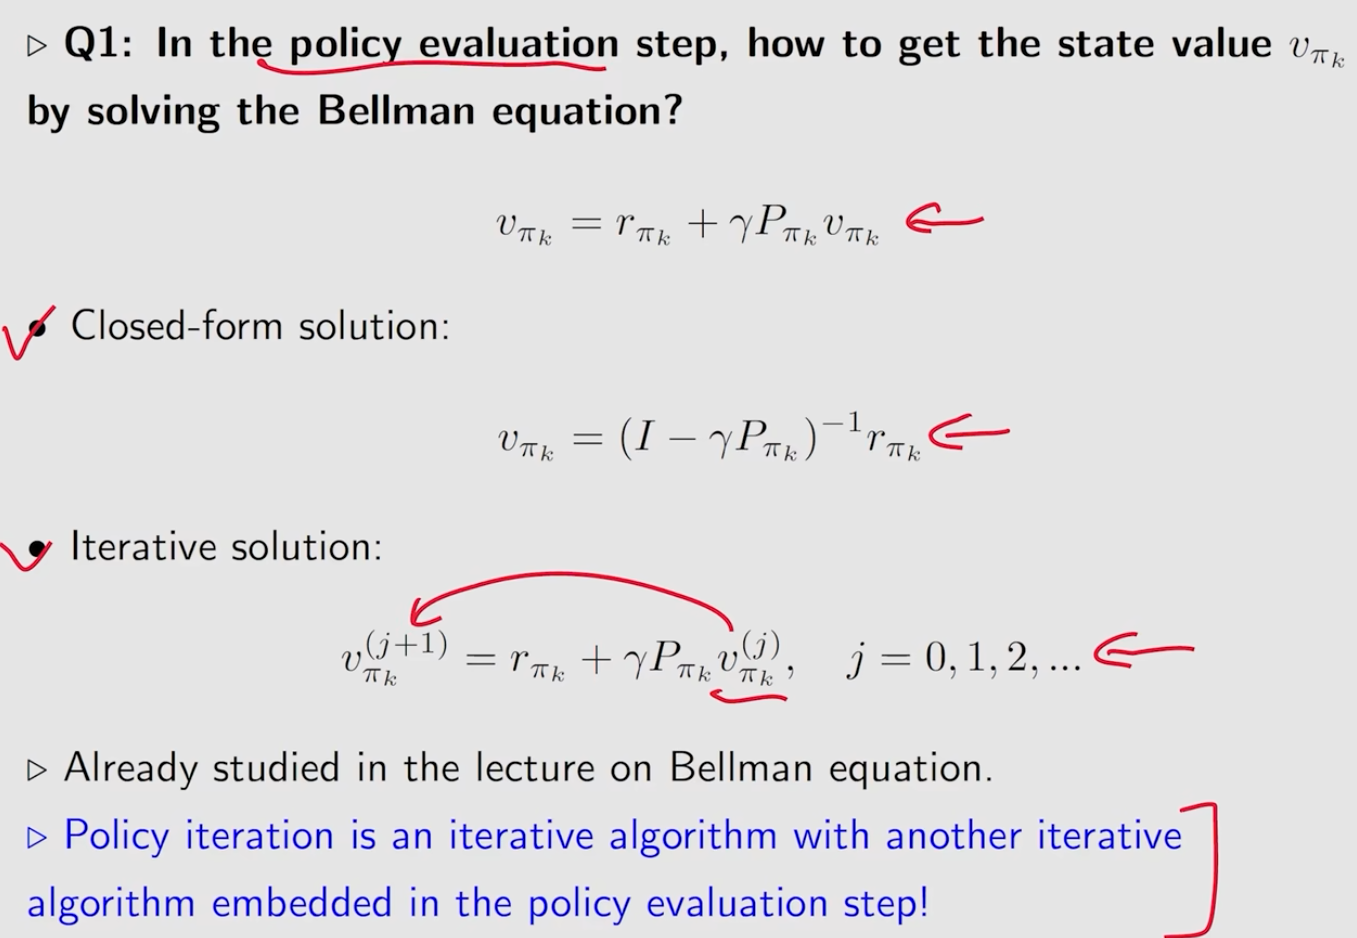 ▷ Q1: In the policy evaluation step, how to get the state value $v_{\pi_k}$
by solving the Bellman equation?
$v_{\pi_k} = r_{\pi_k} + \gamma P_{\pi_k} v_{\pi_k}$
• Closed-form solution:
$v_{\pi_k} = (I - \gamma P_{\pi_k})^{-1} r_{\pi_k}$
• Iterative solution:
$v_{\pi_k}^{(j+1)} = r_{\pi_k} + \gamma P_{\pi_k} v_{\pi_k}^{(j)}, \quad j = 0, 1, 2, ...$
▷ Already studied in the lecture on Bellman equation.
▷ Policy iteration is an iterative algorithm with another iterative
algorithm embedded in the policy evaluation step!